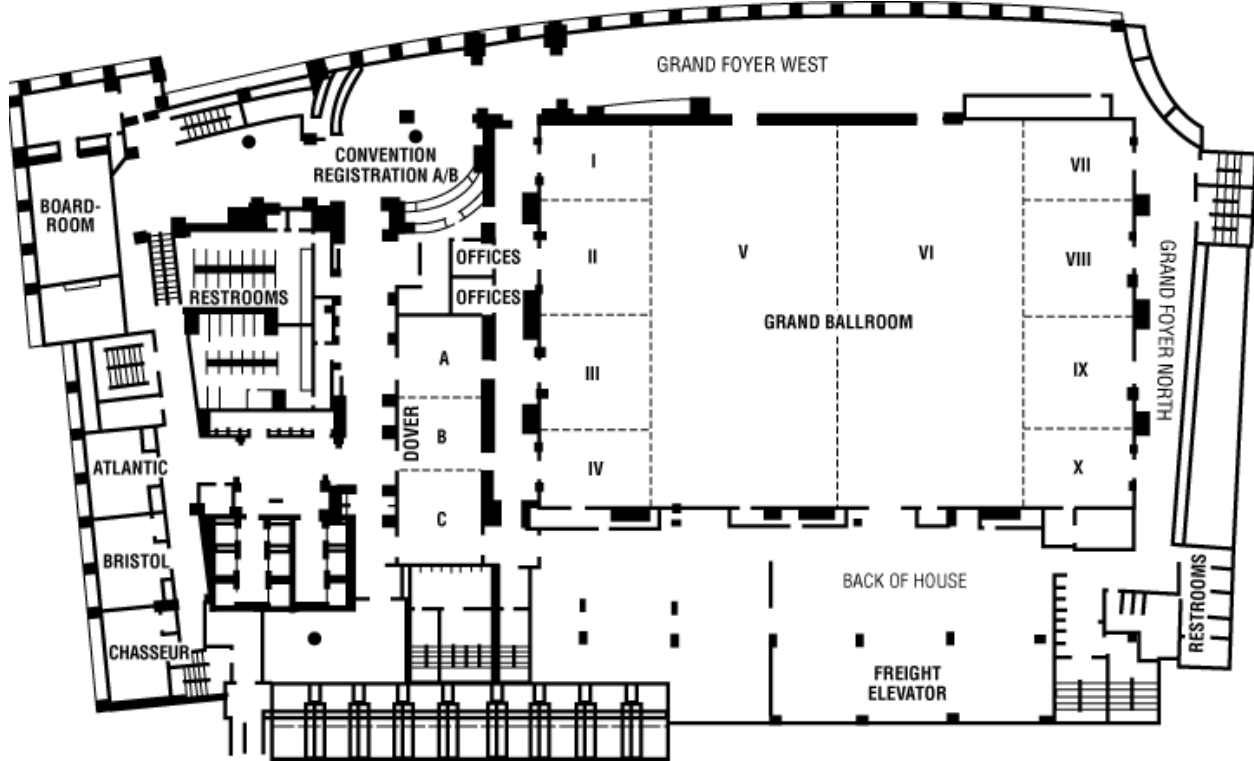 GRAND FOYER WEST
CONVENTION
REGISTRATION A/B
I
VII
BOARD-
ROOM
OFFICES
II
V
VI
VIII
GRAND FOYER NORTH
RESTROOMS
OFFICES
GRAND BALLROOM
A
III
IX
DOVER
B
ATLANTIC
IV
X
C
BRISTOL
BACK OF HOUSE
RESTROOMS
CHASSEUR
FREIGHT
ELEVATOR